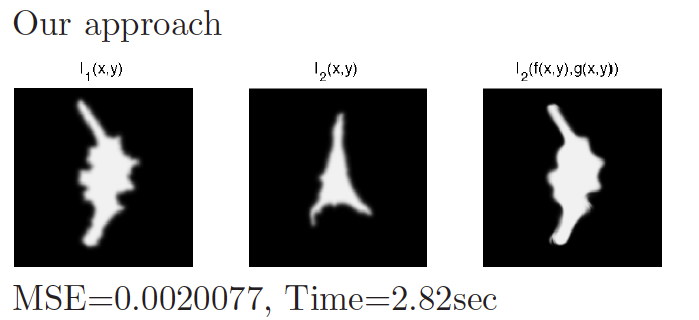 Our approach
I₁(x,y) I₂(x,y) I₂(f(x,y),g(x,y))
MSE=0.0020077, Time=2.82sec